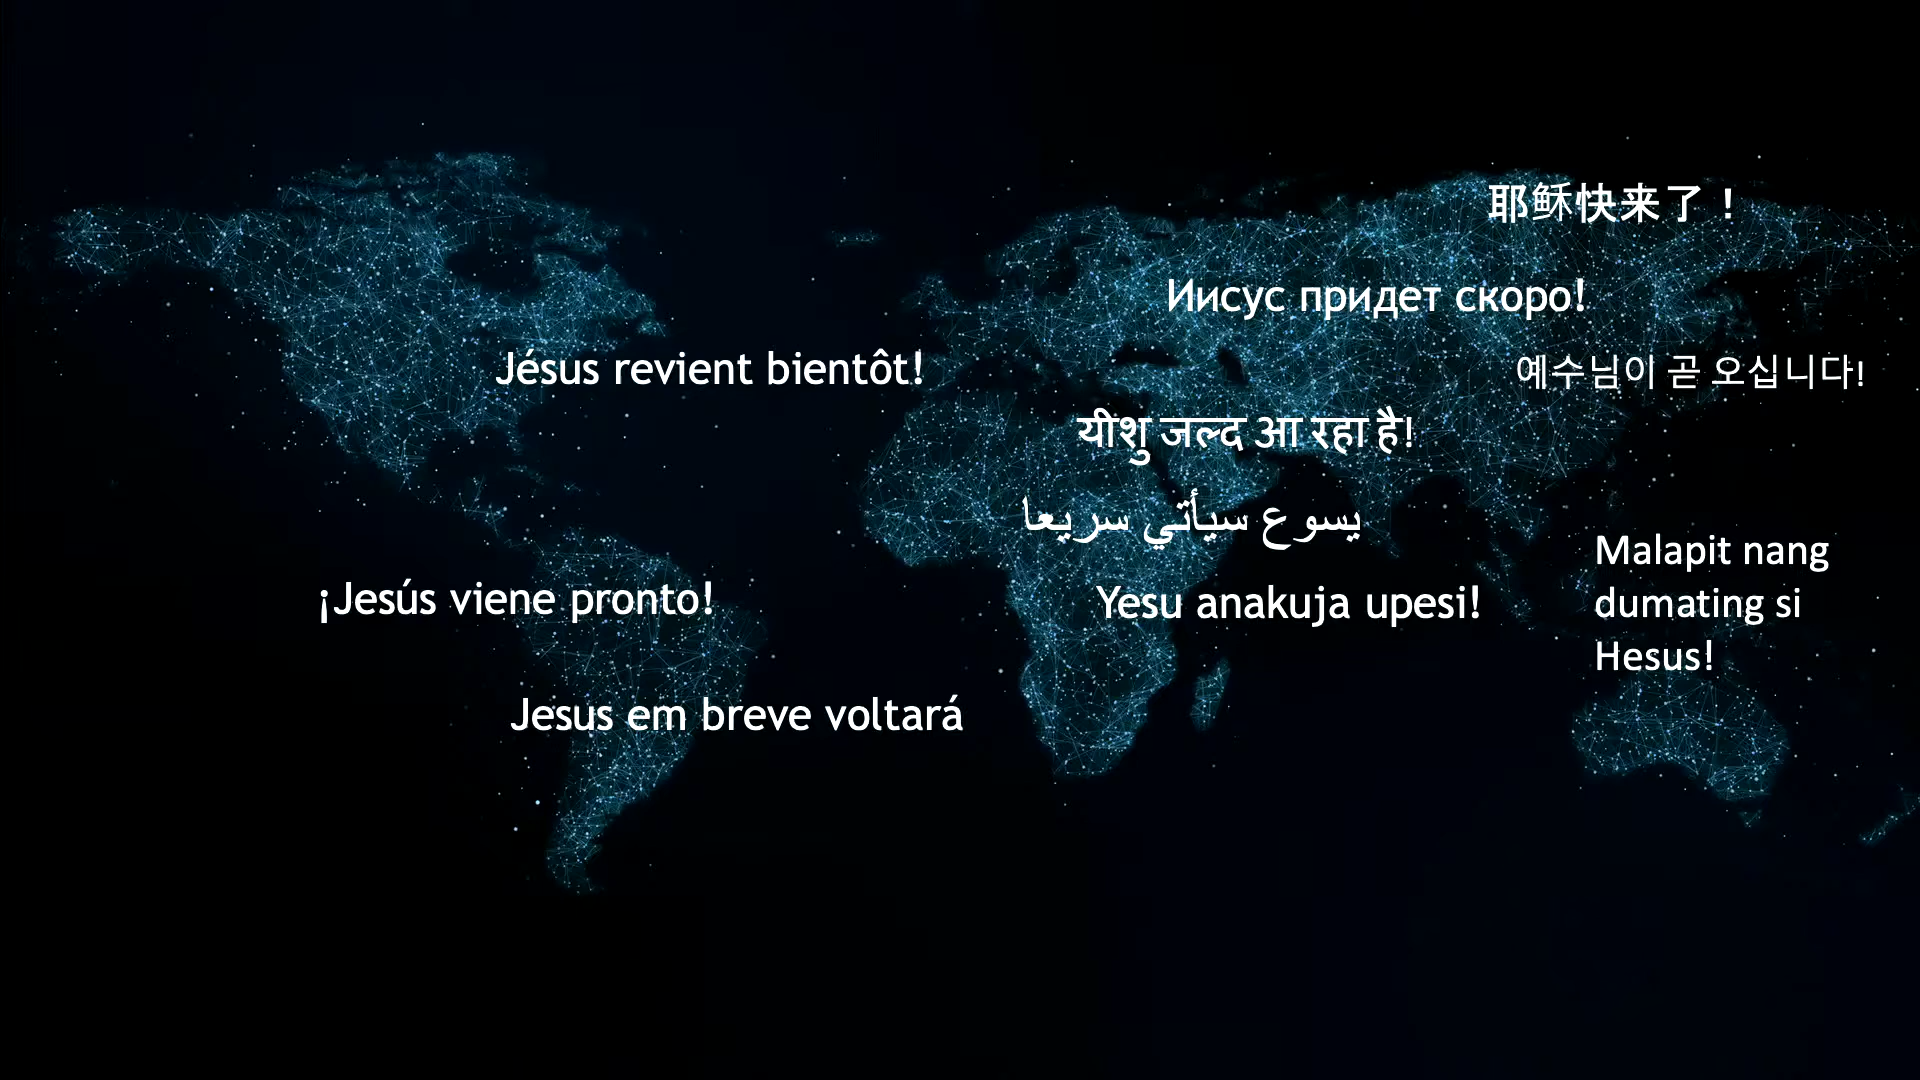 耶稣快来了！
Иисус придет скоро!
Jésus revient bientôt!
예수님이 곧 오십니다!
यीशु जल्द आ रहा है!
يسوع سيأتي سريعا
Malapit nang
dumating si
Hesus!
¡Jesús viene pronto!
Yesu anakuja upesi!
Jesus em breve voltará